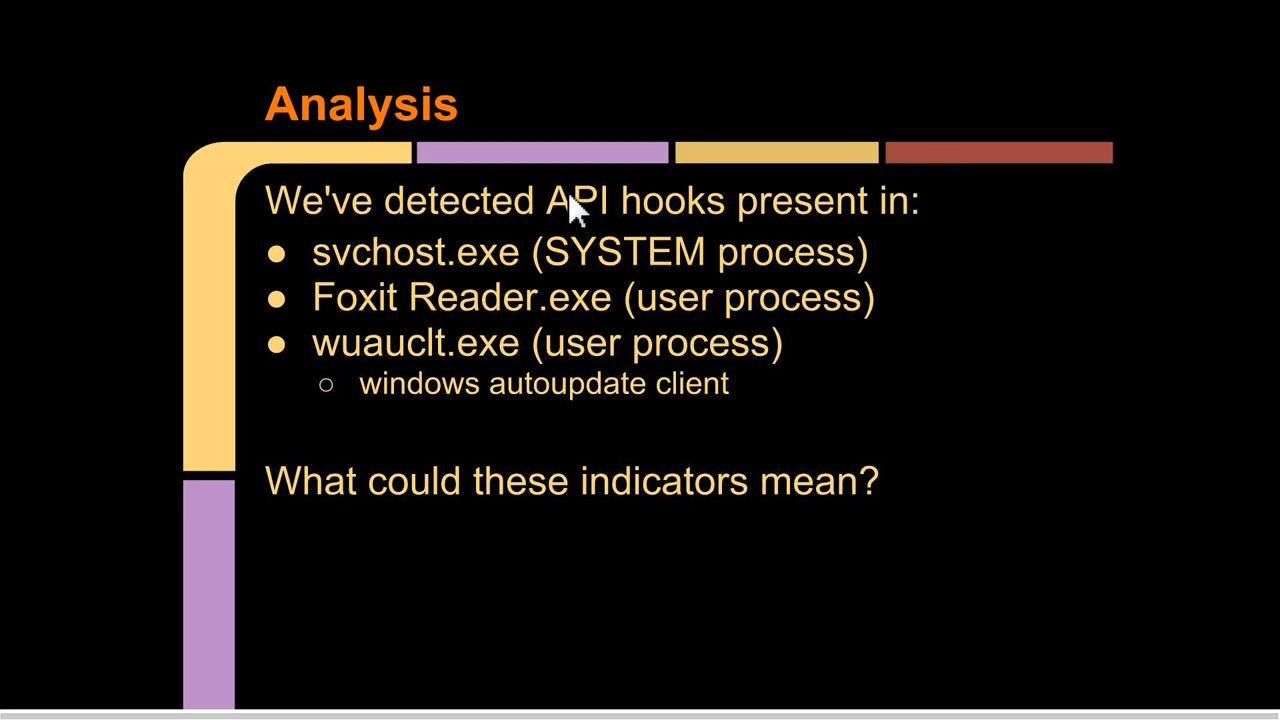 Analysis
We've detected API hooks present in:
● svchost.exe (SYSTEM process)
● Foxit Reader.exe (user process)
● wuauclt.exe (user process)
○ windows autoupdate client
What could these indicators mean?